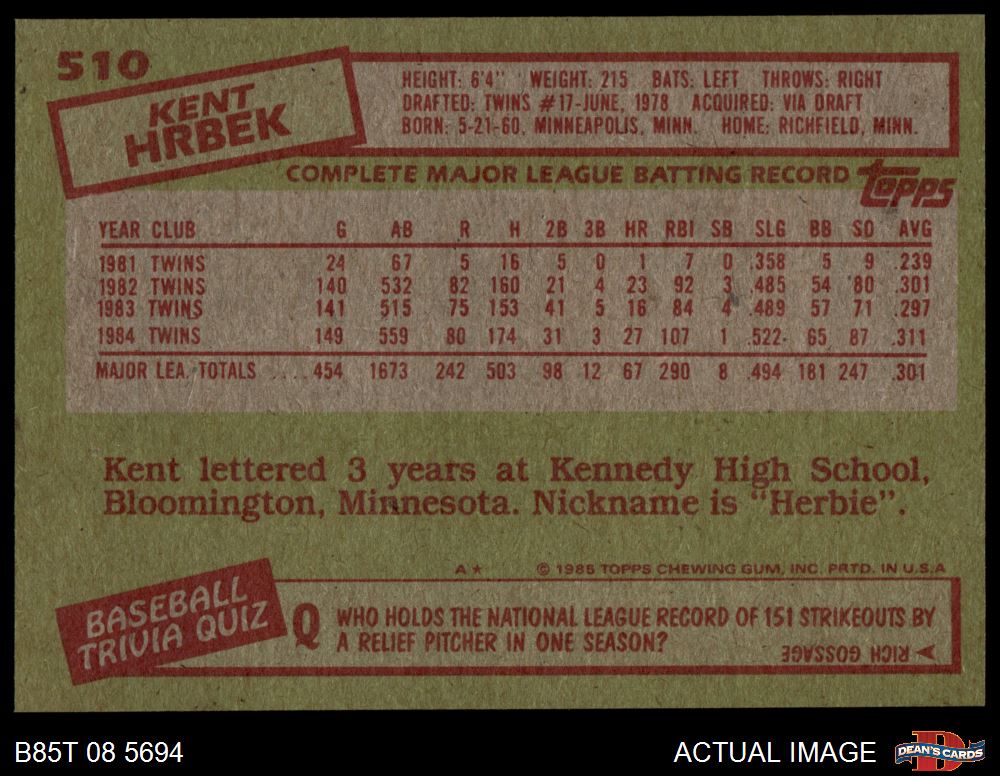 510
KENT
HRBEK
HEIGHT: 6'4" WEIGHT: 215 BATS: LEFT THROWS: RIGHT
DRAFTED: TWINS #17-JUNE, 1978 ACQUIRED: VIA DRAFT
BORN: 5-21-60, MINNEAPOLIS, MINN. HOME: RICHFIELD, MINN.
COMPLETE MAJOR LEAGUE BATTING RECORD topps
YEAR CLUB G AB R H 2B 3B HR RBI SB SLG BB SO AVG
1981 TWINS 24 67 5 16 5 0 1 7 0 .358 5 9 .239
1982 TWINS 140 532 82 160 21 4 23 92 3 .485 54 80 .301
1983 TWINS 141 515 75 153 41 5 16 84 4 .489 57 71 .297
1984 TWINS 149 559 80 174 31 3 27 107 1 .522 65 87 .311
MAJOR LEA. TOTALS .... 454 1673 242 503 98 12 67 290 8 .494 181 247 .301
Kent lettered 3 years at Kennedy High School,
Bloomington, Minnesota. Nickname is "Herbie".
A* © 1985 TOPPS CHEWING GUM, INC. PRTD. IN U.S.A
BASEBALL
TRIVIA QUIZ
Q WHO HOLDS THE NATIONAL LEAGUE RECORD OF 151 STRIKEOUTS BY
A RELIEF PITCHER IN ONE SEASON?
RICH GOSSAGE
B85T 08 5694
ACTUAL IMAGE
D
DEAN'S CARDS